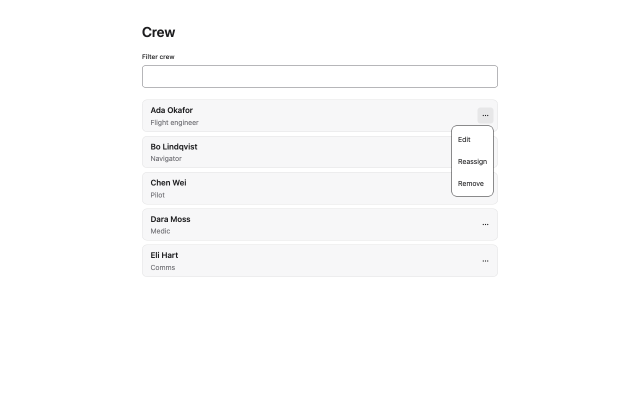 Crew
Filter crew
Ada Okafor
Flight engineer
...
Edit
Reassign
Remove
Bo Lindqvist
Navigator
Chen Wei
Pilot
Dara Moss
Medic
...
Eli Hart
Comms
...